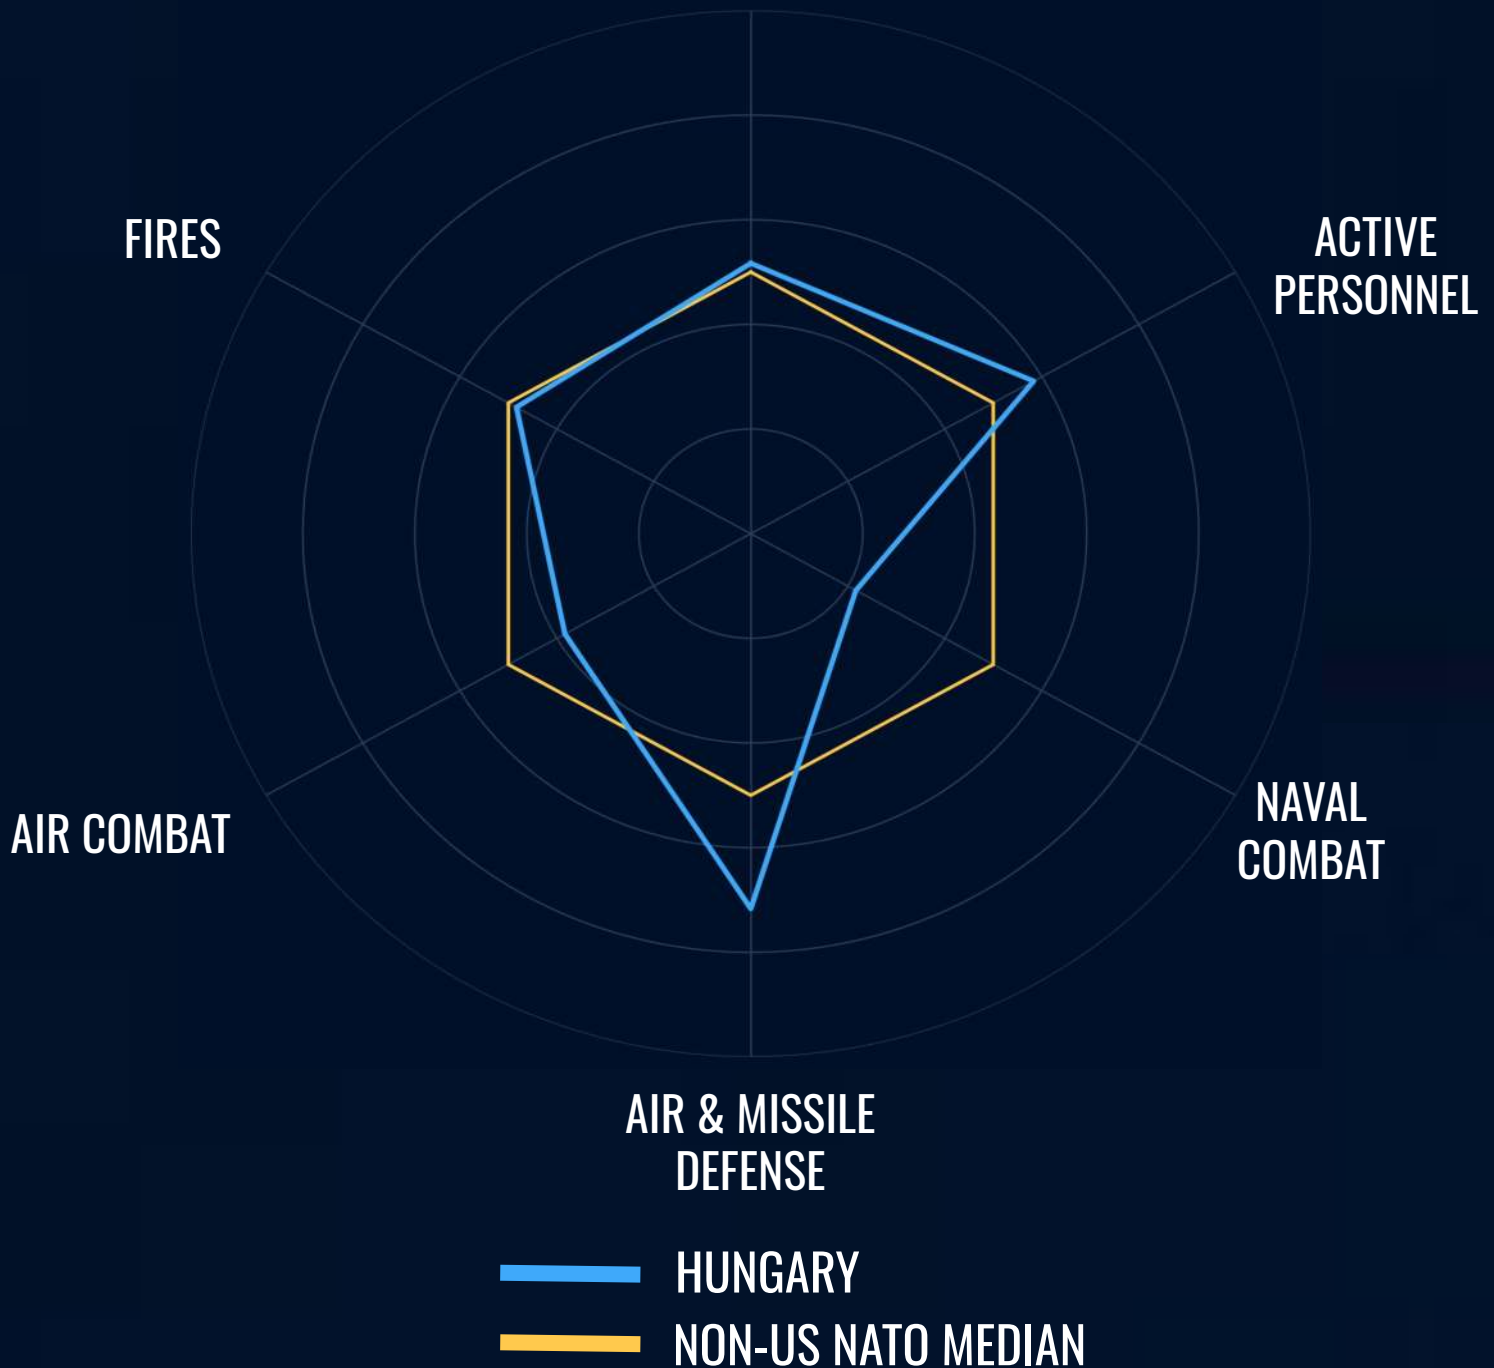 FIRES
ACTIVE
PERSONNEL
AIR COMBAT
NAVAL
COMBAT
AIR & MISSILE
DEFENSE
HUNGARY
NON-US NATO MEDIAN